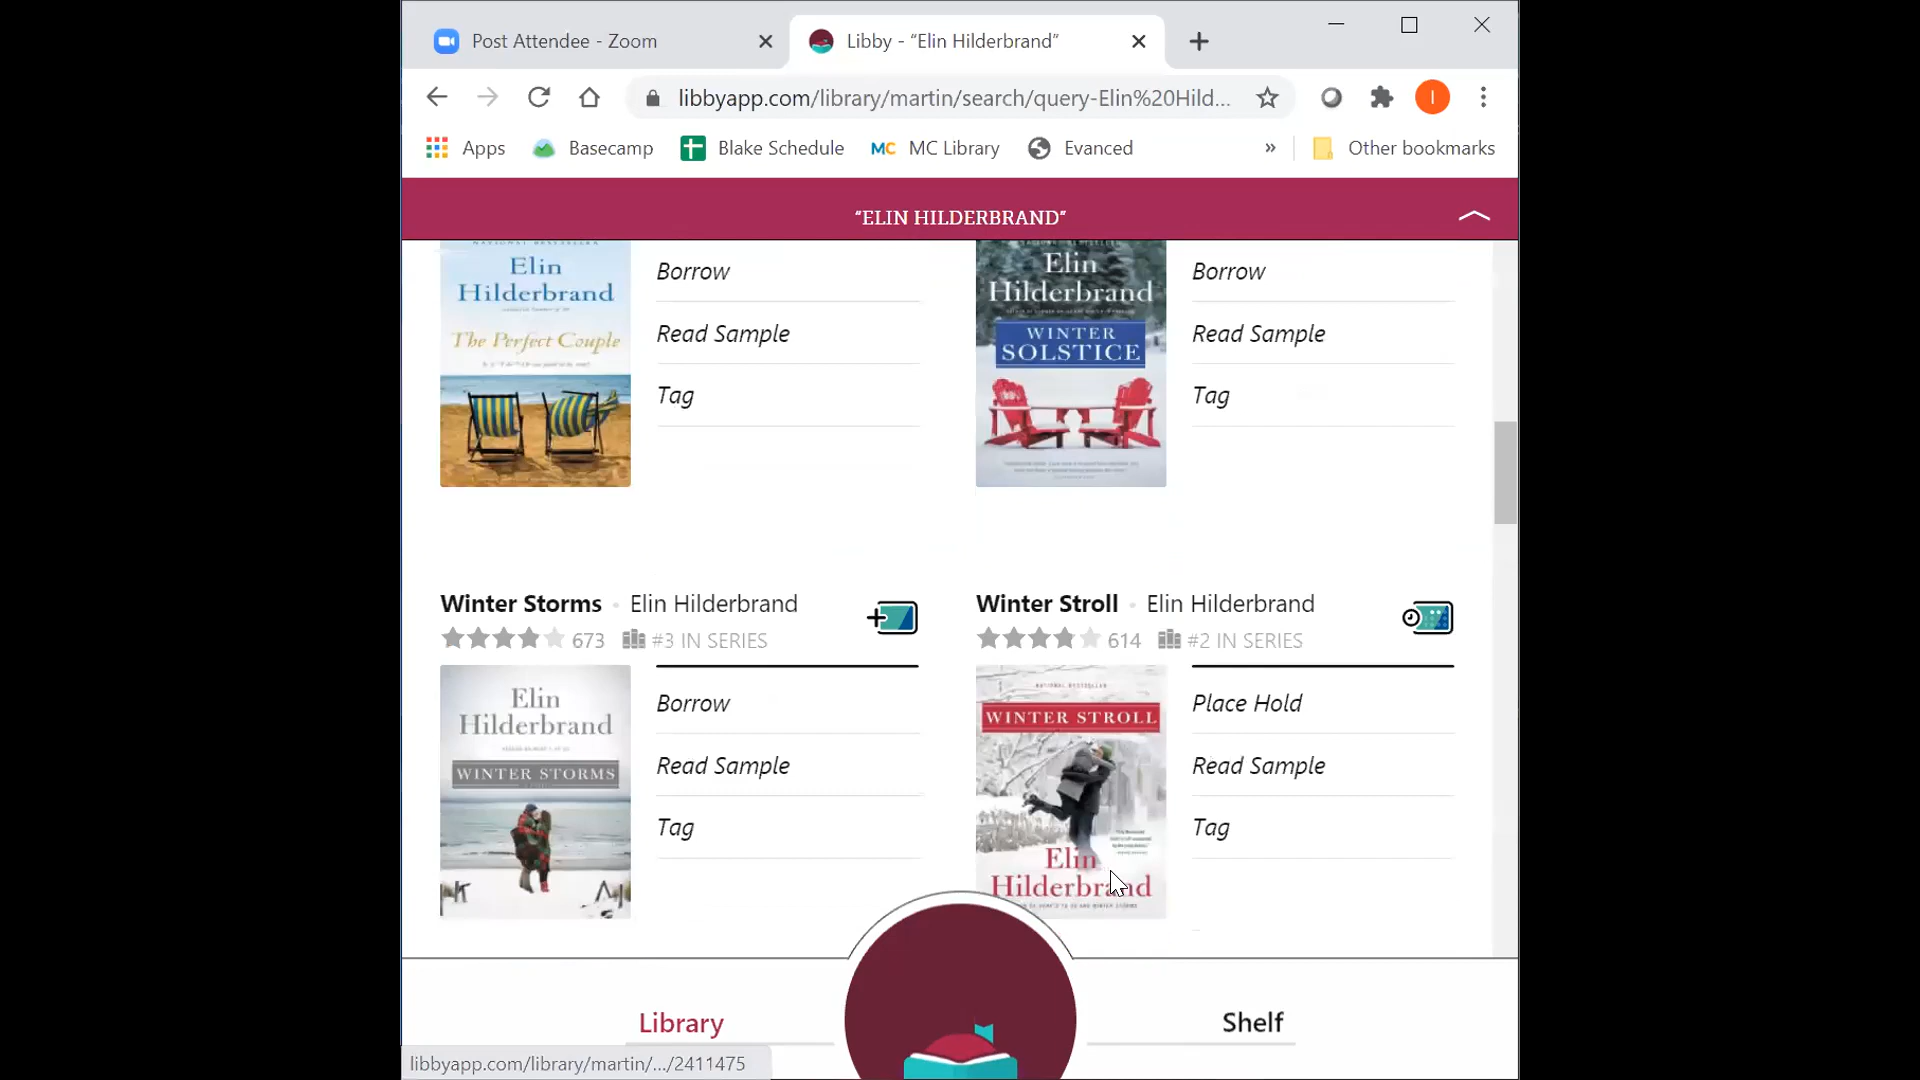 Post Attendee - Zoom
Libby - “Elin Hilderbrand”
libbyapp.com/library/martin/search/query-Elin%20Hild...
I
Apps
Basecamp
Blake Schedule
MC MC Library
Evanced
»
Other bookmarks
“ELIN HILDERBRAND”
NATIONAL BESTSELLER
Elin
Hilderbrand
The Perfect Couple
Borrow
Read Sample
Tag
Elin
Hilderbrand
WINTER
SOLSTICE
Borrow
Read Sample
Tag
Winter Storms • Elin Hilderbrand
673 #3 IN SERIES
Elin
Hilderbrand
WINTER STORMS
Borrow
Read Sample
Tag
Winter Stroll • Elin Hilderbrand
614 #2 IN SERIES
NATIONAL BESTSELLER
WINTER STROLL
Elin
Hilderbrand
Place Hold
Read Sample
Tag
Library
Shelf
libbyapp.com/library/martin/.../2411475